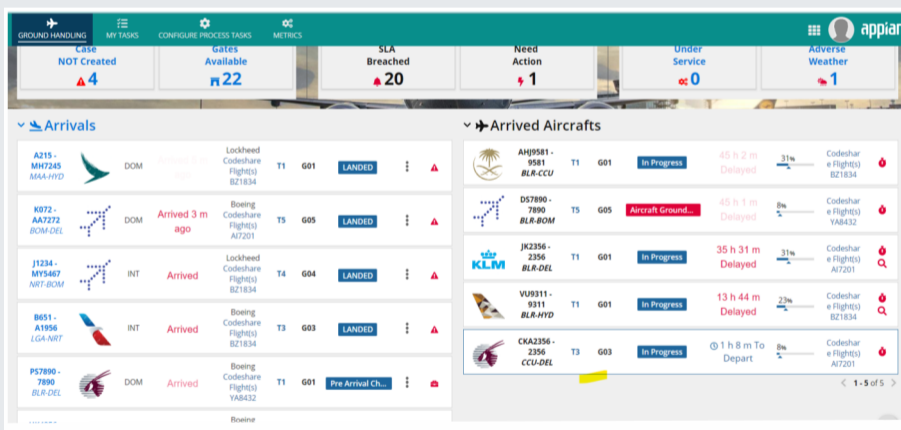 GROUND HANDLING
MY TASKS
CONFIGURE PROCESS TASKS
METRICS
appian
Case
NOT Created
4
Gates
Available
22
SLA
Breached
20
Need
Action
1
Under
Service
0
Adverse
Weather
1
Arrivals
A215 -
MH7245
MAA-HYD
DOM
ago
Lockheed
Codeshare
Flight(s)
BZ1834
T1
G01
LANDED
K072 -
AA7272
BOM-DEL
DOM
Arrived 3 m
ago
Boeing
Codeshare
Flight(s)
AI7201
T5
G05
LANDED
J1234 -
MY5467
NRT-BOM
INT
Arrived
Lockheed
Codeshare
Flight(s)
BZ1834
T4
G04
LANDED
B651 -
A1956
LGA-NRT
INT
Arrived
Boeing
Codeshare
Flight(s)
BZ1834
T3
G03
LANDED
PS7890 -
7890
BLR-DEL
DOM
Arrived
Boeing
Codeshare
Flight(s)
YA8432
T1
G01
Pre Arrival Ch...
Boeing
Arrived Aircrafts
AHJ9581 -
9581
BLR-CCU
T1
G01
In Progress
45 h 2 m
Delayed
31%
Codeshar
e Flight(s)
BZ1834
DS7890 -
7890
BLR-BOM
T5
G05
Aircraft Ground...
45 h 1 m
Delayed
8%
Codeshar
e Flight(s)
YA8432
KLM
JK2356 -
2356
BLR-DEL
T1
G01
In Progress
35 h 31 m
Delayed
31%
Codeshar
e Flight(s)
AI7201
VU9311 -
9311
BLR-HYD
T1
G01
In Progress
13 h 44 m
Delayed
23%
Codeshar
e Flight(s)
BZ1834
CKA2356 -
2356
CCU-DEL
T3
G03
In Progress
1 h 8 m To
Depart
8%
Codeshar
e Flight(s)
AI7201
1 - 5 of 5